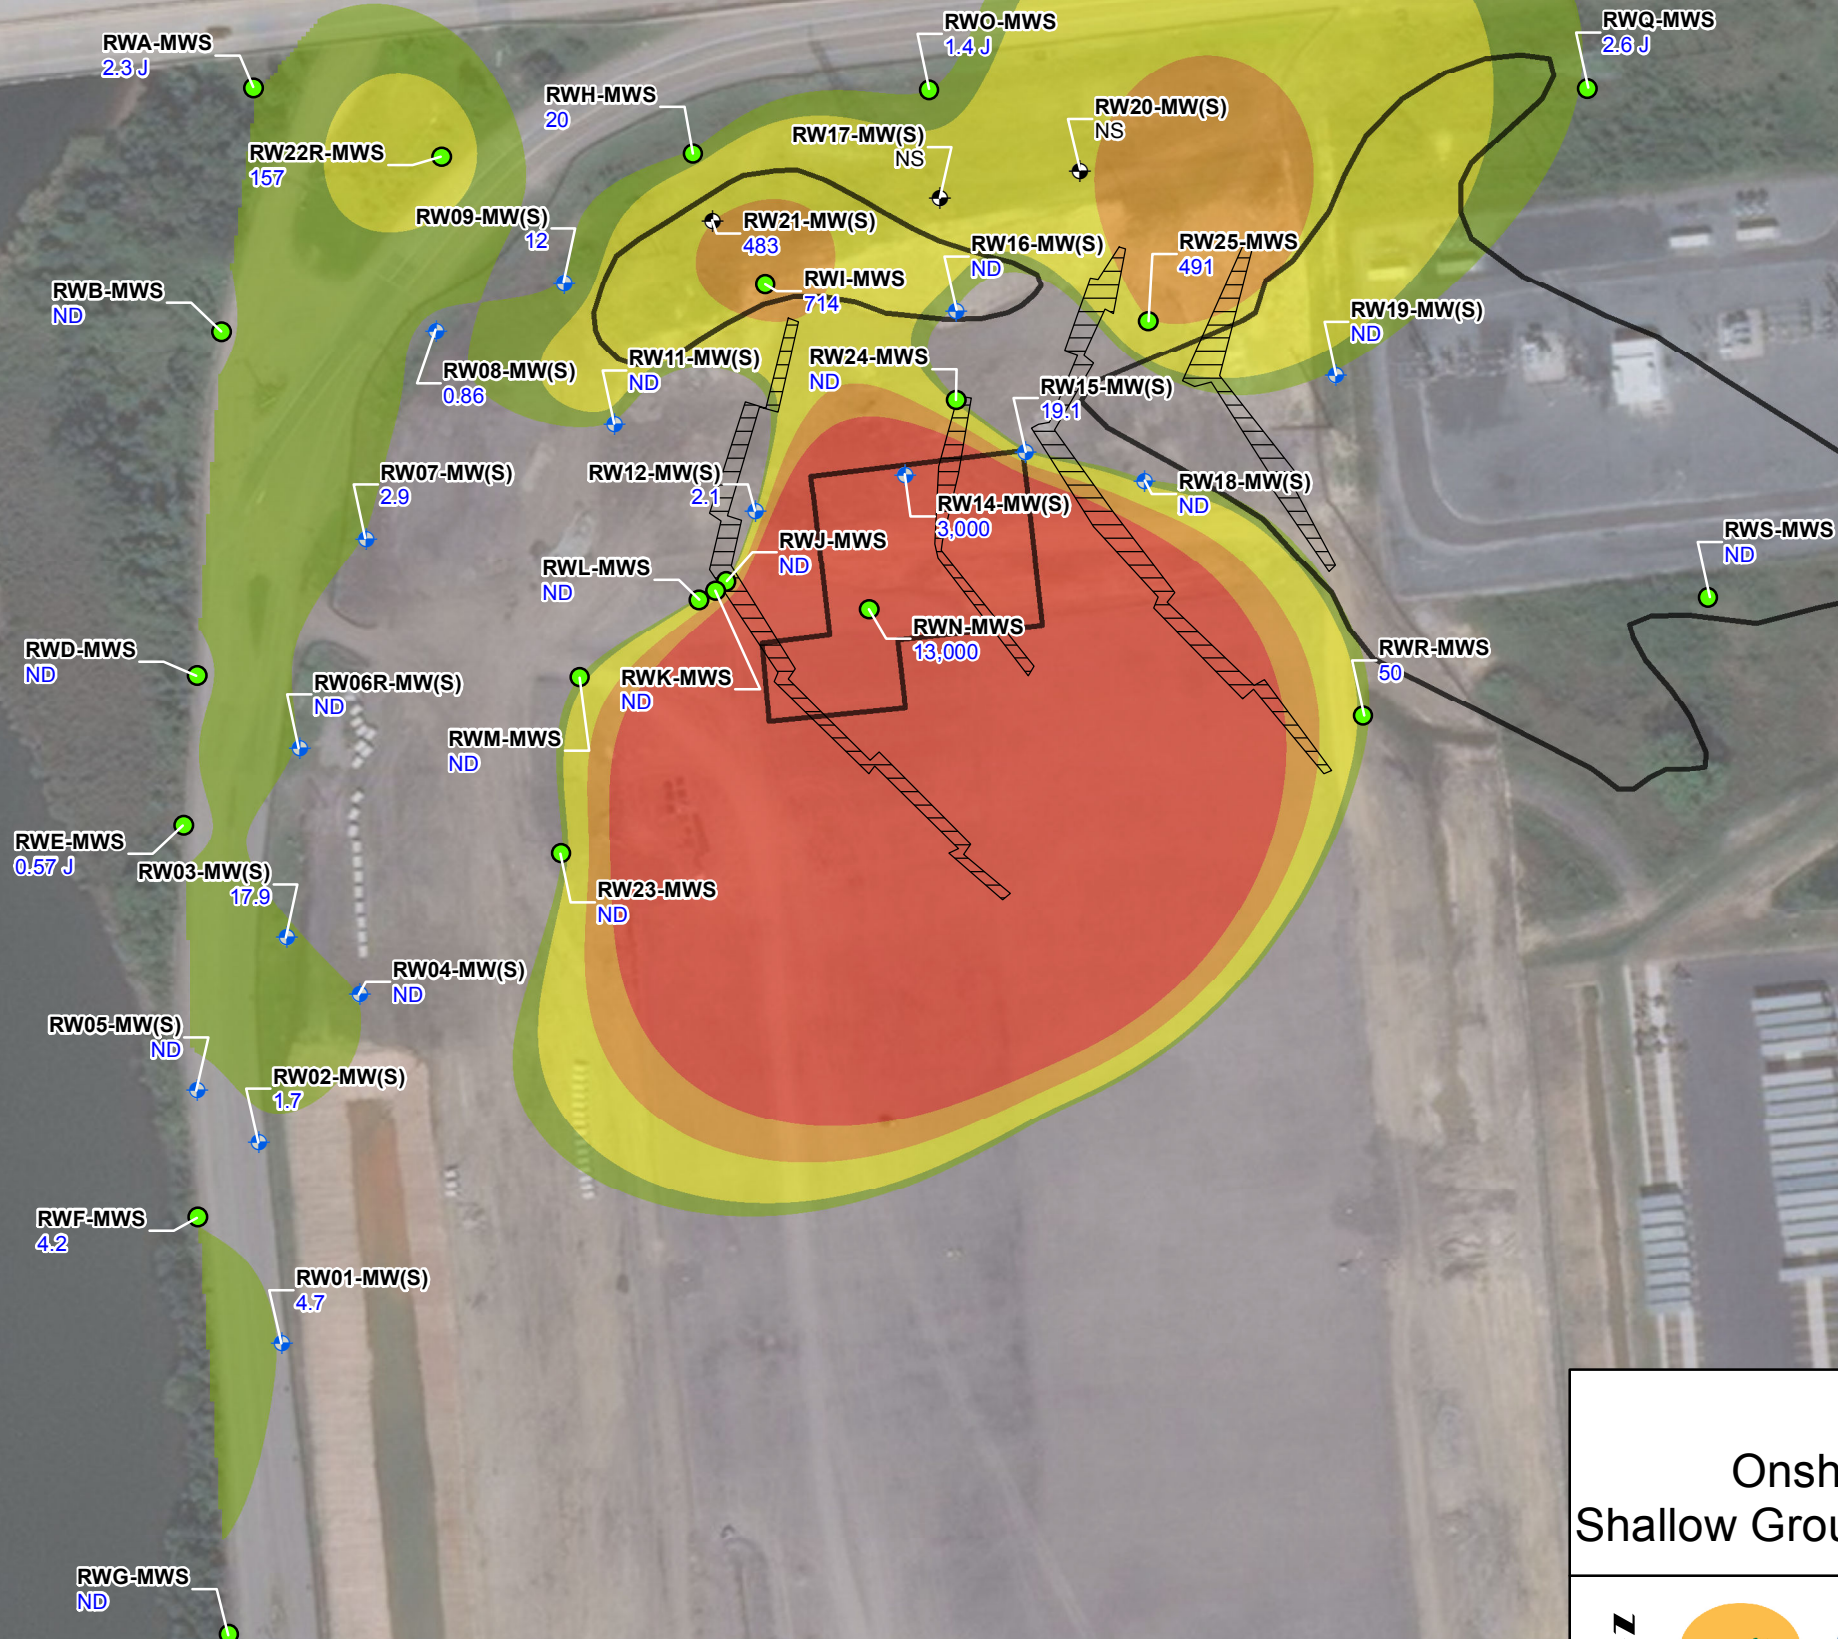 RWO-MWS
1.4 J
RWQ-MWS
2.6 J
RWA-MWS
2.3 J
RWH-MWS
20
RW20-MW(S)
NS
RW17-MW(S)
NS
RW22R-MWS
157
RW09-MW(S)
12
RW21-MW(S)
483
RW16-MW(S)
ND
RW25-MWS
491
RWI-MWS
714
RWB-MWS
ND
RW19-MW(S)
ND
RW11-MW(S)
ND
RW24-MWS
ND
RW08-MW(S)
0.86
RW15-MW(S)
19.1
RW07-MW(S)
2.9
RW12-MW(S)
2.1
RW18-MW(S)
ND
RW14-MW(S)
3,000
RWS-MWS
ND
RWJ-MWS
ND
RWL-MWS
ND
RWN-MWS
13,000
RWD-MWS
ND
RWR-MWS
50
RWK-MWS
ND
RW06R-MW(S)
ND
RWM-MWS
ND
RWE-MWS
0.57 J
RW03-MW(S)
17.9
RW23-MWS
ND
RW04-MW(S)
ND
RW05-MW(S)
ND
RW02-MW(S)
1.7
RWF-MWS
4.2
RW01-MW(S)
4.7
Onsh
Shallow Grou
RWG-MWS
ND
N